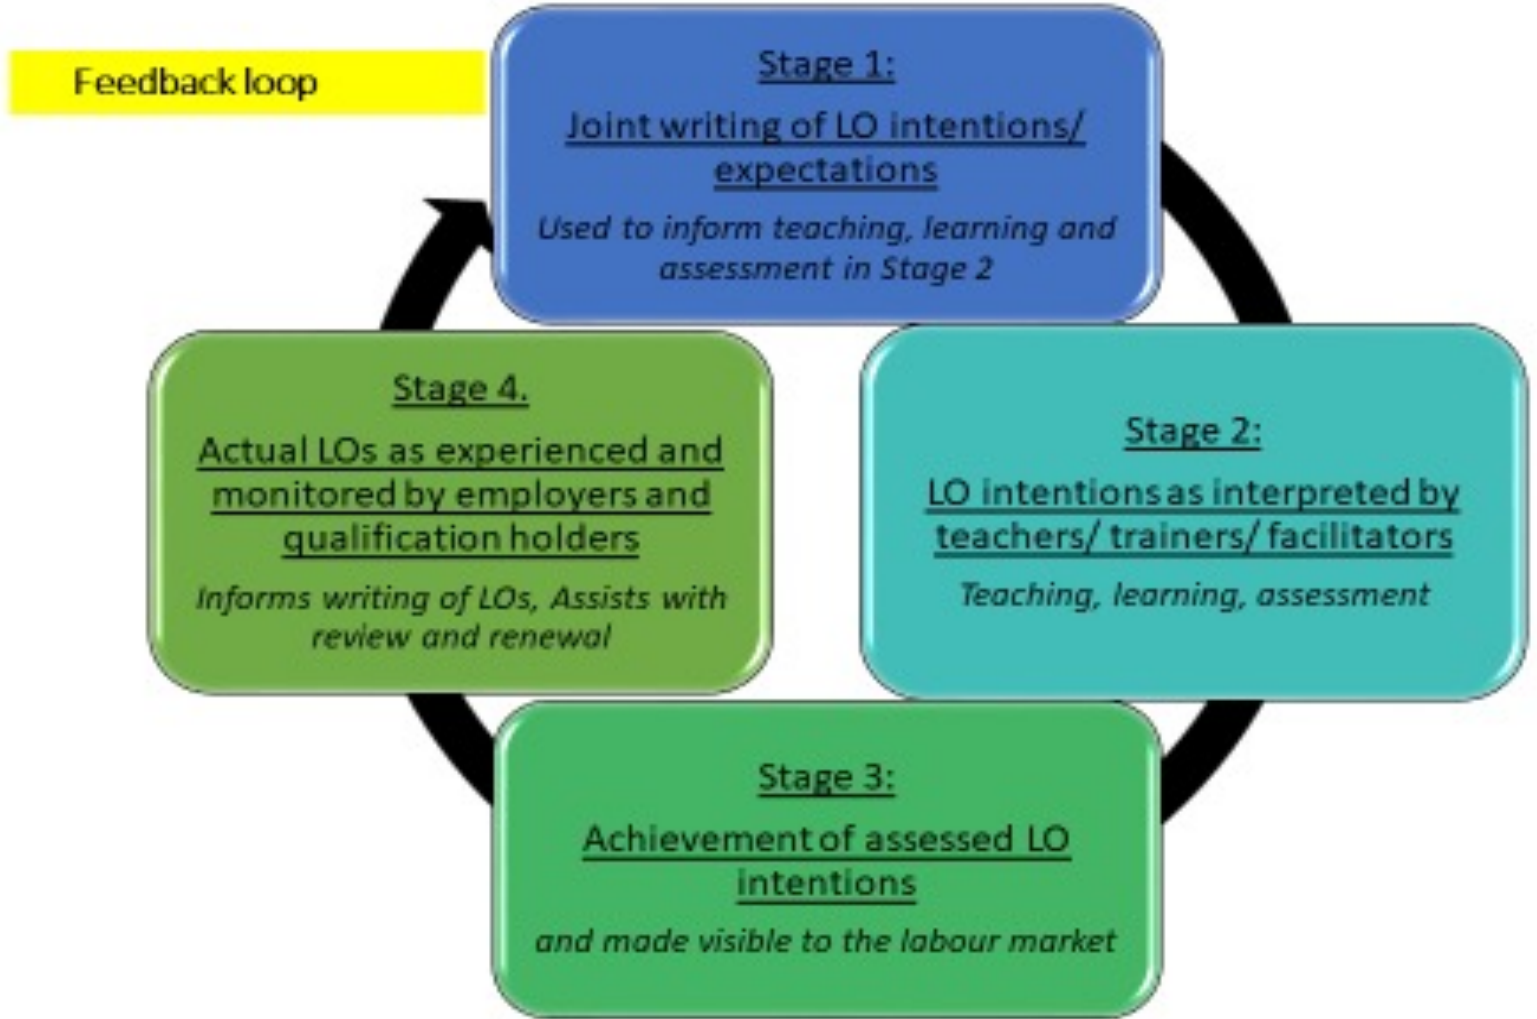 Feedback loop
Stage 1:
Joint writing of LO intentions/
expectations
Used to inform teaching, learning and
assessment in Stage 2
Stage 2:
LO intentions as interpreted by
teachers/ trainers/ facilitators
Teaching, learning, assessment
Stage 3:
Achievement of assessed LO
intentions
and made visible to the labour market
Stage 4.
Actual LOs as experienced and
monitored by employers and
qualification holders
Informs writing of LOs, Assists with
review and renewal